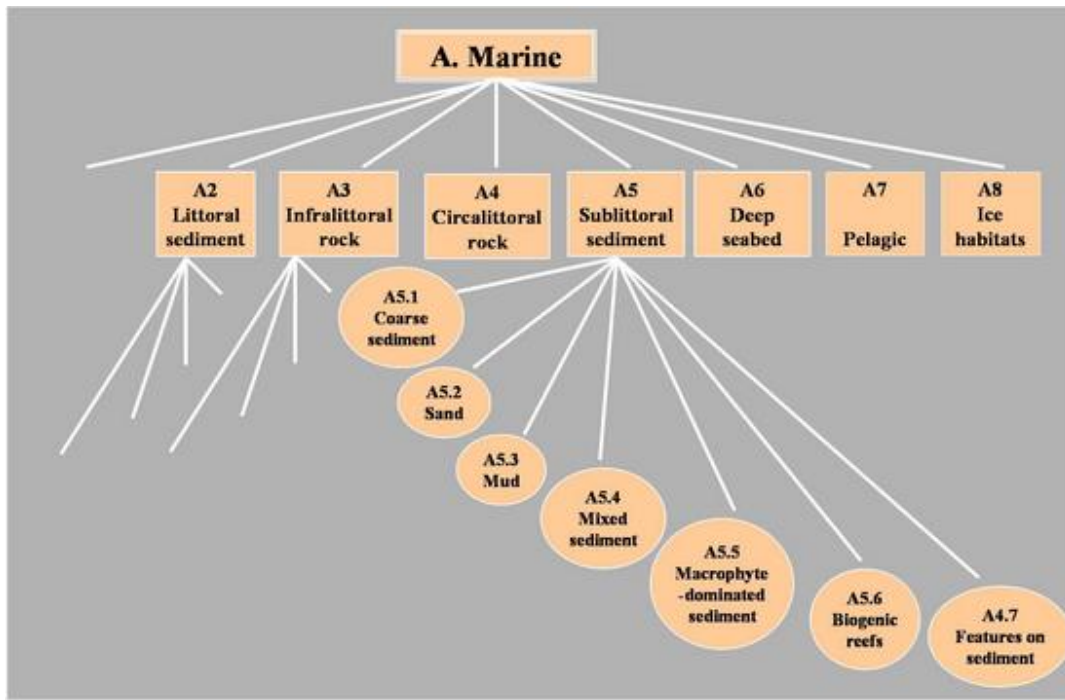 A. Marine
A2
Littoral
sediment
A3
Infralittoral
rock
A4
Circalittoral
rock
A5
Sublittoral
sediment
A6
Deep
seabed
A7
Pelagic
A8
Ice
habitats
A5.1
Coarse
sediment
A5.2
Sand
A5.3
Mud
A5.4
Mixed
sediment
A5.5
Macrophyte
-dominated
sediment
A5.6
Biogenic
reefs
A4.7
Features on
sediment